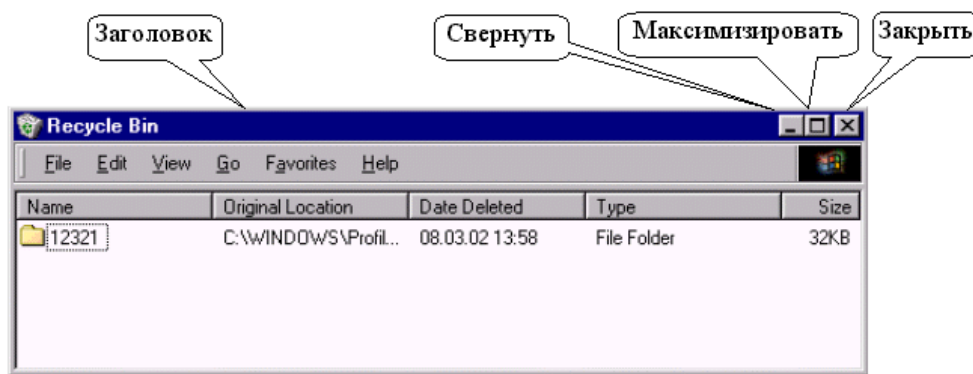 Заголовок Свернуть Максимизировать Закрыть
Recycle Bin
File Edit View Go Favorites Help
Name Original Location Date Deleted Type Size
12321 C:\WINDOWS\Profil... 08.03.02 13:58 File Folder 32KB